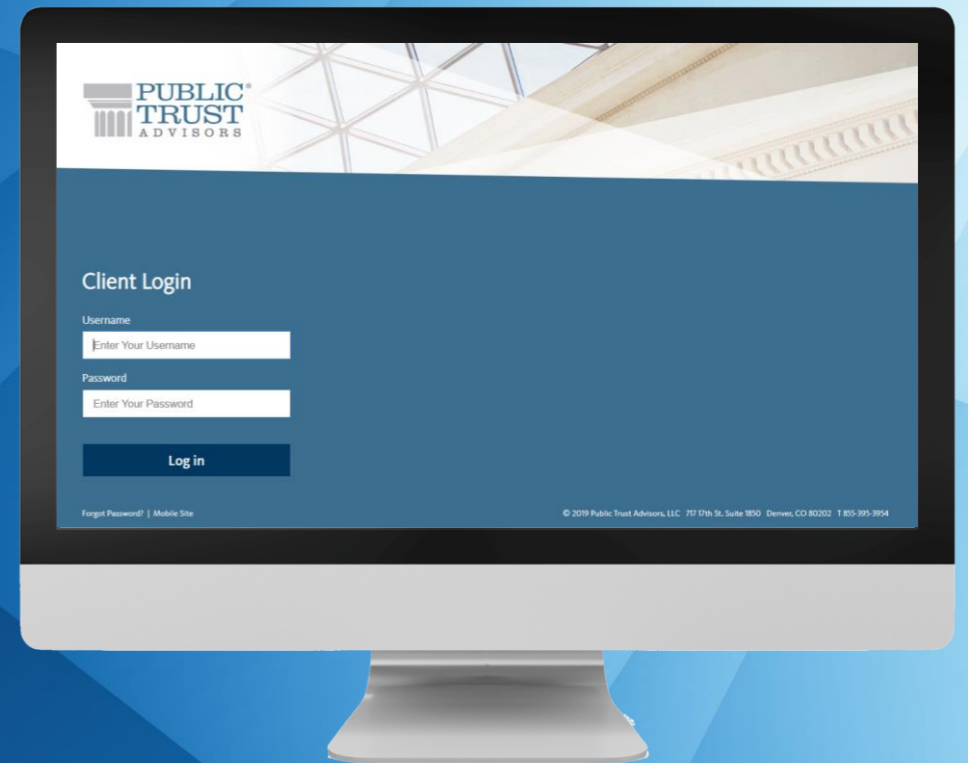 PUBLIC®
TRUST
ADVISORS
Client Login
Username
Enter Your Username
Password
Enter Your Password
Log in
Forgot Password? | Mobile Site
© 2019 Public Trust Advisors, LLC 717 17th St. Suite 1850 Denver, CO 80202 T 855-395-3954